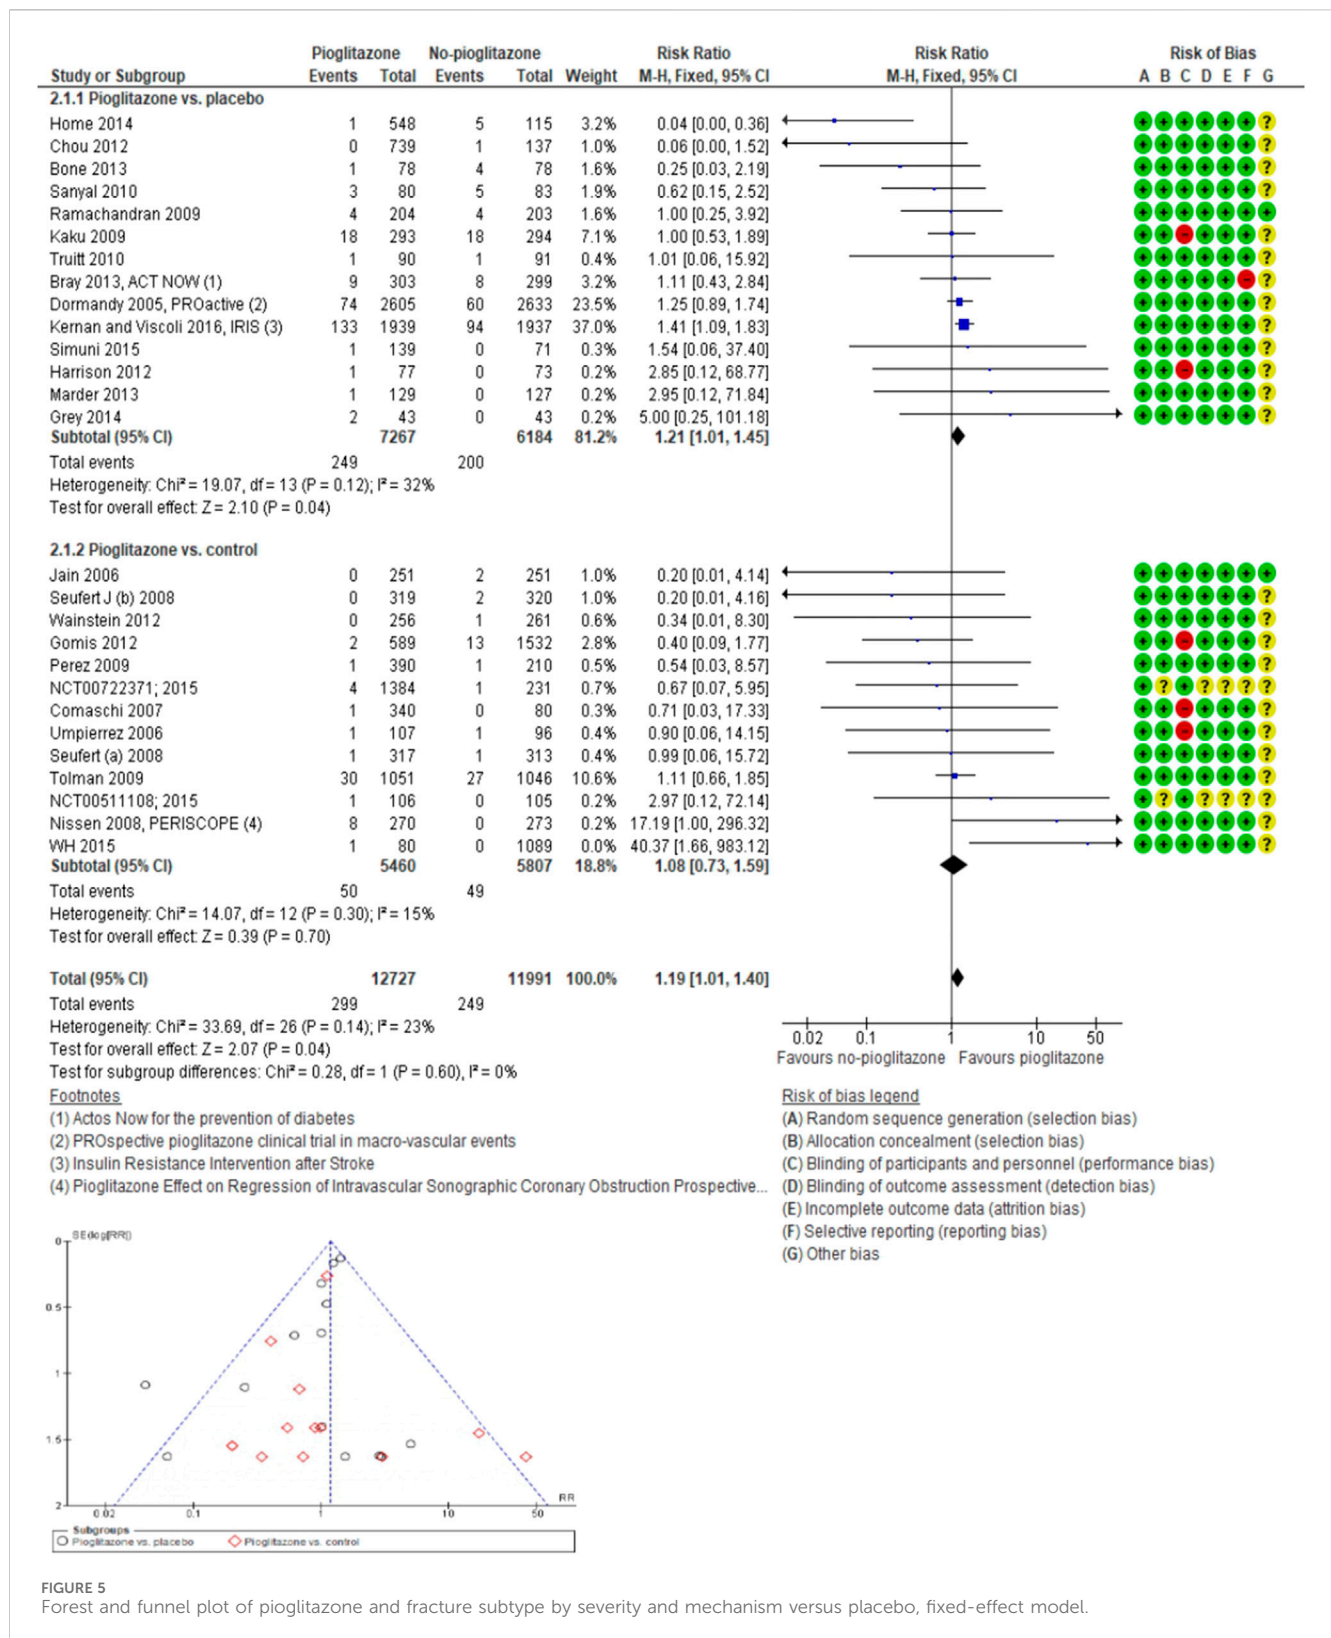 Pioglitazone No-pioglitazone Risk Ratio Risk Ratio Risk of Bias
Study or Subgroup Events Total Events Total Weight M-H, Fixed, 95% CI M-H, Fixed, 95% CI A B C D E F G
2.1.1 Pioglitazone vs. placebo
Home 2014 1 548 5 115 3.2% 0.04 [0.00, 0.36] + + + + + + ?
Chou 2012 0 739 1 137 1.0% 0.06 [0.00, 1.52] + + + + + + ?
Bone 2013 1 78 4 78 1.6% 0.25 [0.03, 2.19] + + + + + + ?
Sanyal 2010 3 80 5 83 1.9% 0.62 [0.15, 2.52] + + + + + + ?
Ramachandran 2009 4 204 4 203 1.6% 1.00 [0.25, 3.92] + + + + + + +
Kaku 2009 18 293 18 294 7.1% 1.00 [0.53, 1.89] + + - + + + ?
Truitt 2010 1 90 1 91 0.4% 1.01 [0.06, 15.92] + + + + + + ?
Bray 2013, ACT NOW (1) 9 303 8 299 3.2% 1.11 [0.43, 2.84] + + + + + - ?
Dormandy 2005, PROactive (2) 74 2605 60 2633 23.5% 1.25 [0.89, 1.74] + + + + + + ?
Kernan and Viscoli 2016, IRIS (3) 133 1939 94 1937 37.0% 1.41 [1.09, 1.83] + + + + + + ?
Simuni 2015 1 139 0 71 0.3% 1.54 [0.06, 37.40] + + + + + + ?
Harrison 2012 1 77 0 73 0.2% 2.85 [0.12, 68.77] + + - + + + ?
Marder 2013 1 129 0 127 0.2% 2.95 [0.12, 71.84] + + + + + + ?
Grey 2014 2 43 0 43 0.2% 5.00 [0.25, 101.18] + + + + + + ?
Subtotal (95% CI) 7267 6184 81.2% 1.21 [1.01, 1.45]
Total events 249 200
Heterogeneity: Chi² = 19.07, df = 13 (P = 0.12); I² = 32%
Test for overall effect: Z = 2.10 (P = 0.04)
2.1.2 Pioglitazone vs. control
Jain 2006 0 251 2 251 1.0% 0.20 [0.01, 4.14] + + + + + + +
Seufert J (b) 2008 0 319 2 320 1.0% 0.20 [0.01, 4.16] + + + + + + ?
Wainstein 2012 0 256 1 261 0.6% 0.34 [0.01, 8.30] + + + + + + ?
Gomis 2012 2 589 13 1532 2.8% 0.40 [0.09, 1.77] + + - + + + ?
Perez 2009 1 390 1 210 0.5% 0.54 [0.03, 8.57] + + + + + + ?
NCT00722371; 2015 4 1384 1 231 0.7% 0.67 [0.07, 5.95] + ? + ? ? ? ?
Comaschi 2007 1 340 0 80 0.3% 0.71 [0.03, 17.33] + + - + + + ?
Umpierrez 2006 1 107 1 96 0.4% 0.90 [0.06, 14.15] + + - + + + ?
Seufert (a) 2008 1 317 1 313 0.4% 0.99 [0.06, 15.72] + + + + + + ?
Tolman 2009 30 1051 27 1046 10.6% 1.11 [0.66, 1.85] + + + + + + ?
NCT00511108; 2015 1 106 0 105 0.2% 2.97 [0.12, 72.14] + ? + ? ? ? ?
Nissen 2008, PERISCOPE (4) 8 270 0 273 0.2% 17.19 [1.00, 296.32] + + + + + + ?
WH 2015 1 80 0 1089 0.0% 40.37 [1.66, 983.12] + + + + + + ?
Subtotal (95% CI) 5460 5807 18.8% 1.08 [0.73, 1.59]
Total events 50 49
Heterogeneity: Chi² = 14.07, df = 12 (P = 0.30); I² = 15%
Test for overall effect: Z = 0.39 (P = 0.70)
Total (95% CI) 12727 11991 100.0% 1.19 [1.01, 1.40]
Total events 299 249
Heterogeneity: Chi² = 33.69, df = 26 (P = 0.14); I² = 23%
Test for overall effect: Z = 2.07 (P = 0.04)
Test for subgroup differences: Chi² = 0.28, df = 1 (P = 0.60), I² = 0%
0.02 0.1 1 10 50
Favours no-pioglitazone Favours pioglitazone
Footnotes
(1) Actos Now for the prevention of diabetes
(2) PROspective pioglitazone clinical trial in macro-vascular events
(3) Insulin Resistance Intervention after Stroke
(4) Pioglitazone Effect on Regression of Intravascular Sonographic Coronary Obstruction Prospective...
Risk of bias legend
(A) Random sequence generation (selection bias)
(B) Allocation concealment (selection bias)
(C) Blinding of participants and personnel (performance bias)
(D) Blinding of outcome assessment (detection bias)
(E) Incomplete outcome data (attrition bias)
(F) Selective reporting (reporting bias)
(G) Other bias
SE(log[RR])
0
0.5
1
1.5
2
0.02 0.1 1 10 50
RR
Subgroups
Pioglitazone vs. placebo Pioglitazone vs. control
FIGURE 5
Forest and funnel plot of pioglitazone and fracture subtype by severity and mechanism versus placebo, fixed-effect model.